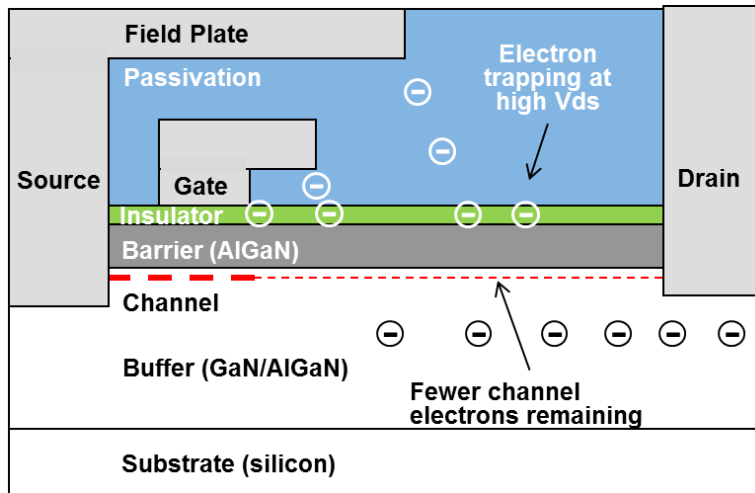 Field Plate
Passivation
Electron
trapping at
high Vds
Source
Gate
Drain
Insulator
Barrier (AlGaN)
Channel
Buffer (GaN/AlGaN)
Fewer channel
electrons remaining
Substrate (silicon)